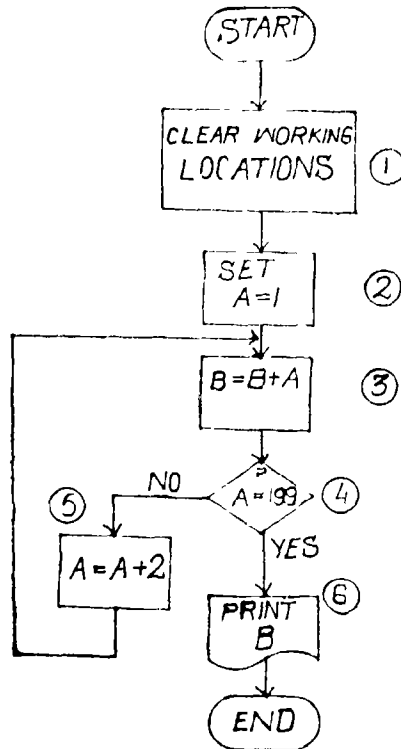 START
CLEAR WORKING
LOCATIONS
1
SET
A=1
2
B=B+A
3
?
A=199
4
NO
5
YES
A=A+2
6
PRINT
B
END